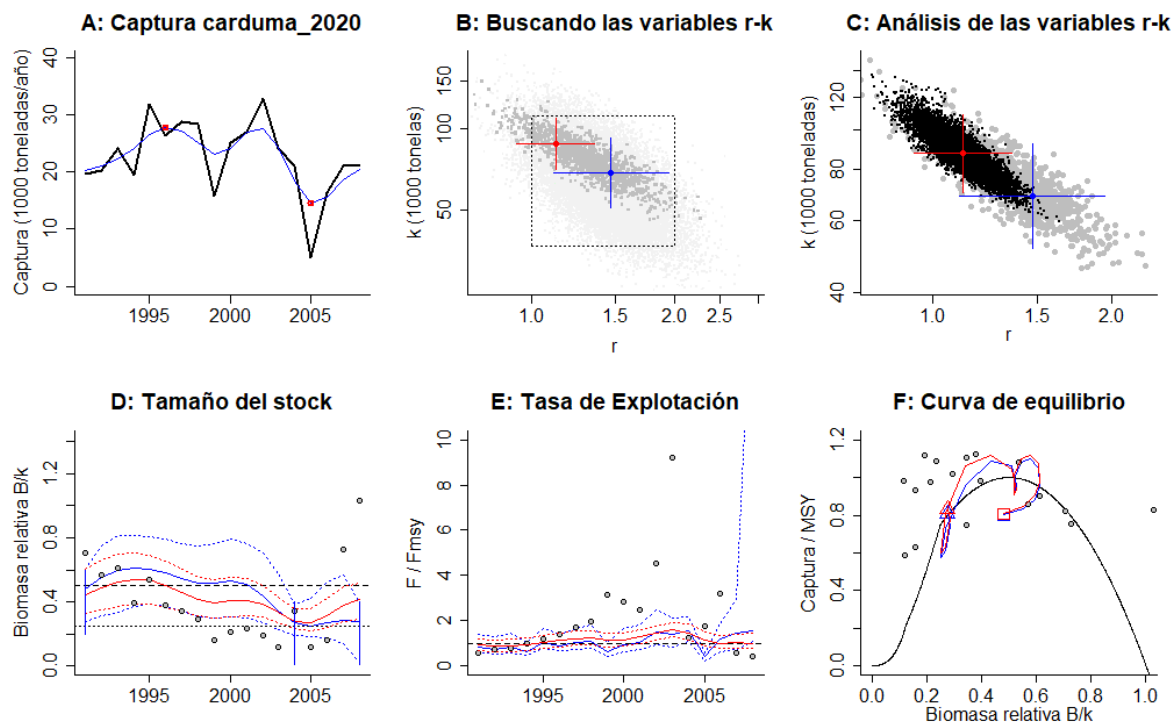 A: Captura carduma_2020
Captura (1000 toneladas/año)
40
30
20
10
0
1995 2000 2005
B: Buscando las variables r-k
k (1000 tonelas)
150
100
50
1.0 1.5 2.0 2.5
r
C: Análisis de las variables r-k
k (1000 toneladas)
120
80
60
40
1.0 1.5 2.0
r
D: Tamaño del stock
Biomasa relativa B/k
1.2
0.9
0.6
0.3
0.0
1995 2000 2005
E: Tasa de Explotación
F / Fmsy
10
8
6
4
2
0
1995 2000 2005
F: Curva de equilibrio
Captura / MSY
1.2
0.8
0.4
0.0
0.0 0.2 0.4 0.6 0.8 1.0
Biomasa relativa B/k